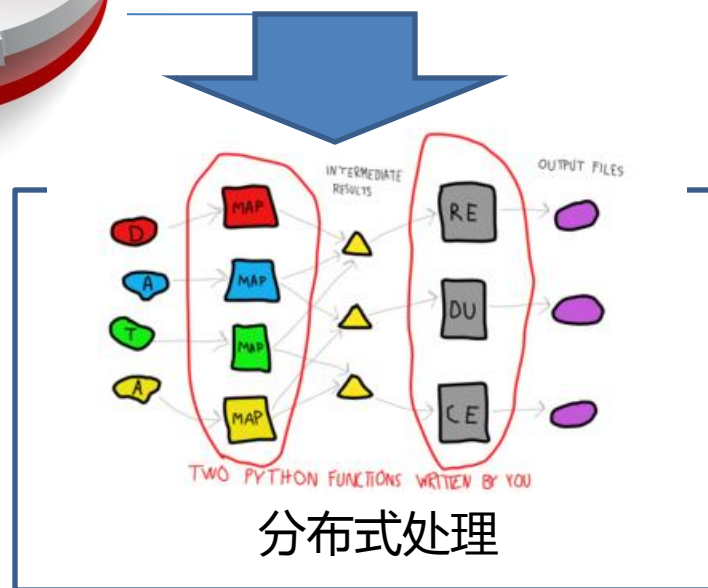 INTERMEDIATE
RESULTS
OUTPUT FILES
D
MAP
RE
A
MAP
DU
T
MAP
A
MAP
CE
TWO PYTHON FUNCTIONS WRITTEN BY YOU
分布式处理